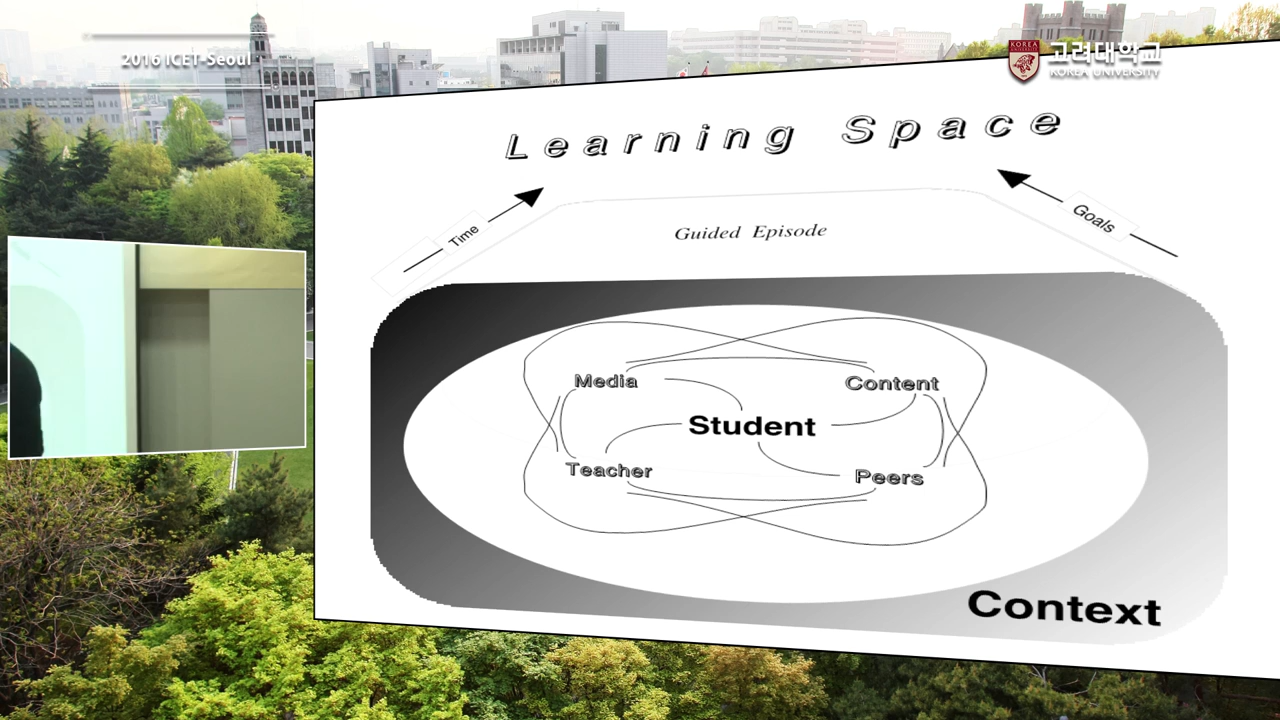 2016 ICET-Seoul
KOREA
고려대학교
KOREA UNIVERSITY
Learning Space
Time
Goals
Guided Episode
Media
Content
Student
Teacher
Peers
Context